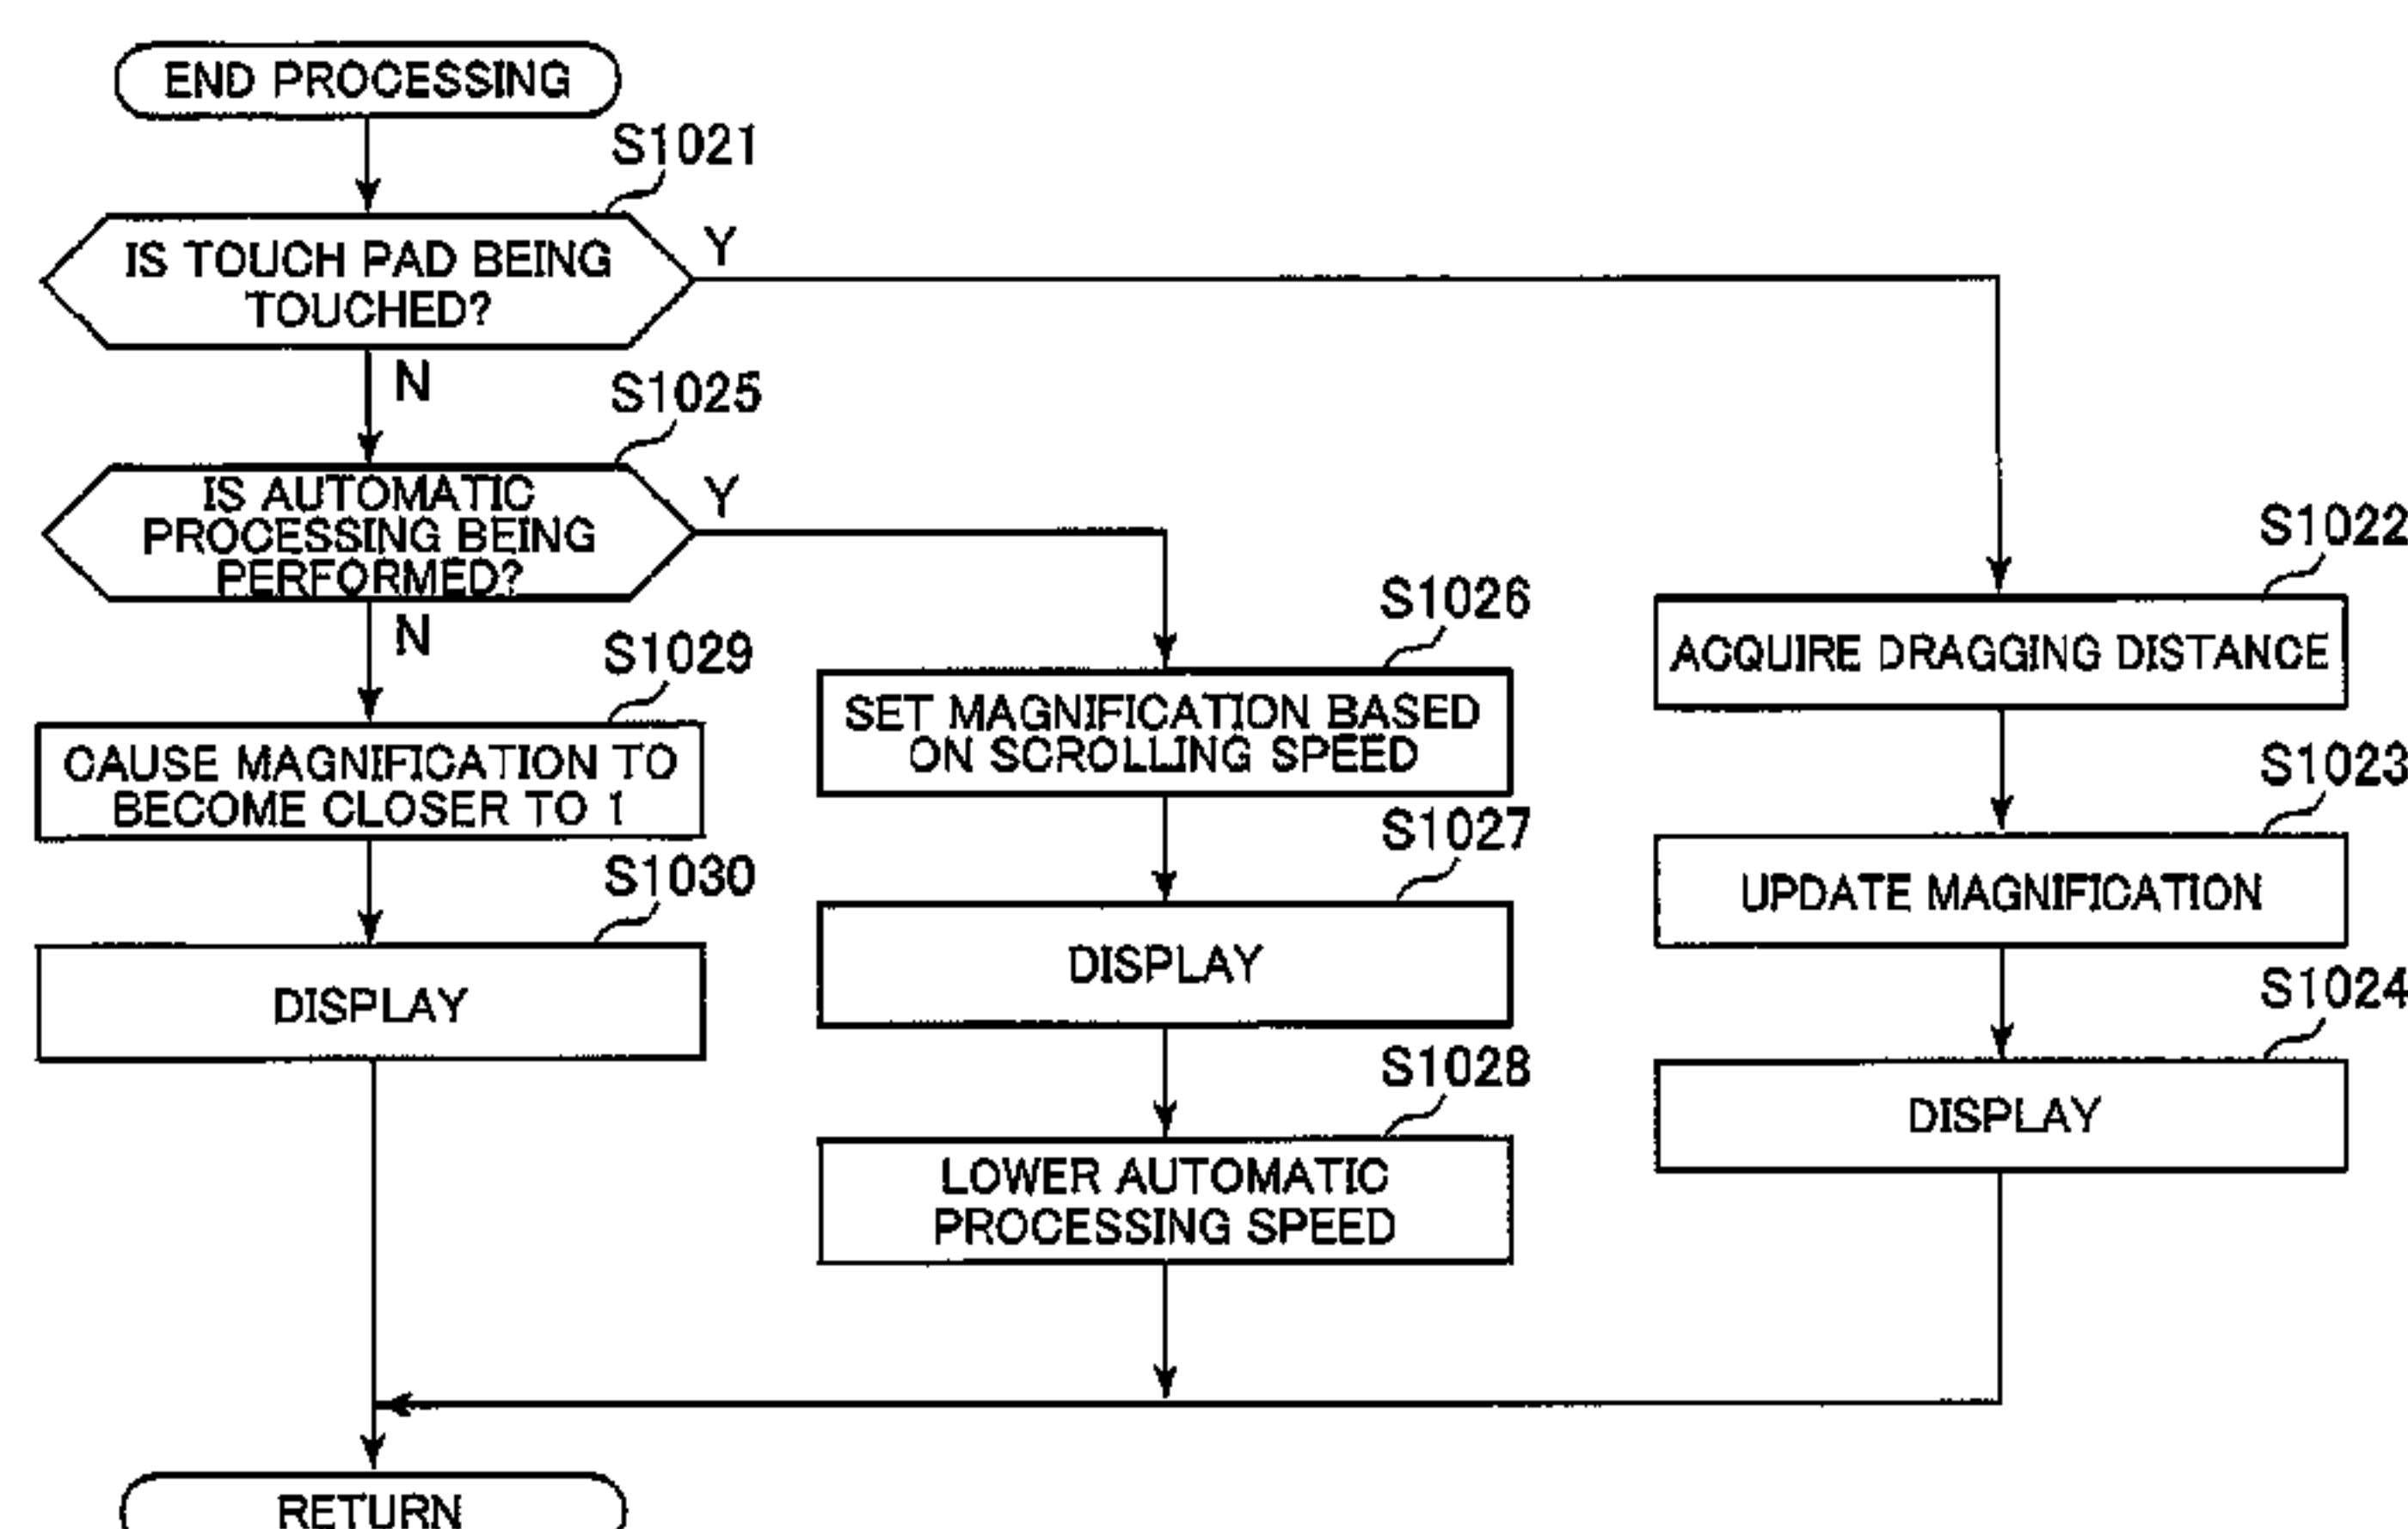 END PROCESSING
S1021
IS TOUCH PAD BEING
TOUCHED?
Y
N
S1025
IS AUTOMATIC
PROCESSING BEING
PERFORMED?
Y
N
S1029
CAUSE MAGNIFICATION TO
BECOME CLOSER TO 1
S1030
DISPLAY
S1026
SET MAGNIFICATION BASED
ON SCROLLING SPEED
S1027
DISPLAY
S1028
LOWER AUTOMATIC
PROCESSING SPEED
S1022
ACQUIRE DRAGGING DISTANCE
S1023
UPDATE MAGNIFICATION
S1024
DISPLAY
RETURN